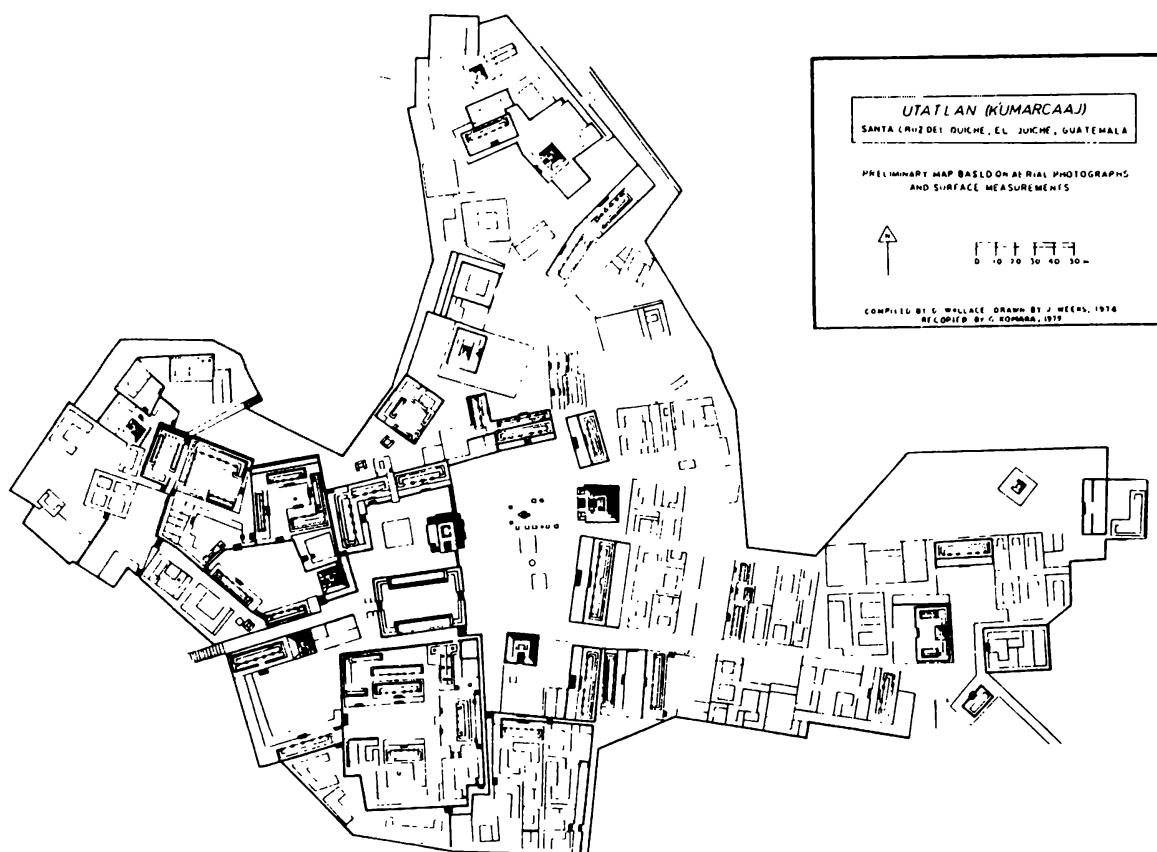 UTATLAN (KUMARCAAJ)
SANTA CRUZ DEL QUICHE, EL QUICHE, GUATEMALA
PRELIMINARY MAP BASED ON AERIAL PHOTOGRAPHS
AND SURFACE MEASUREMENTS
N
0 10 20 30 40 50 m
COMPILED BY D. WALLACE DRAWN BY J. WEEKS, 1974
RECOPIED BY G. KOMARA, 1979